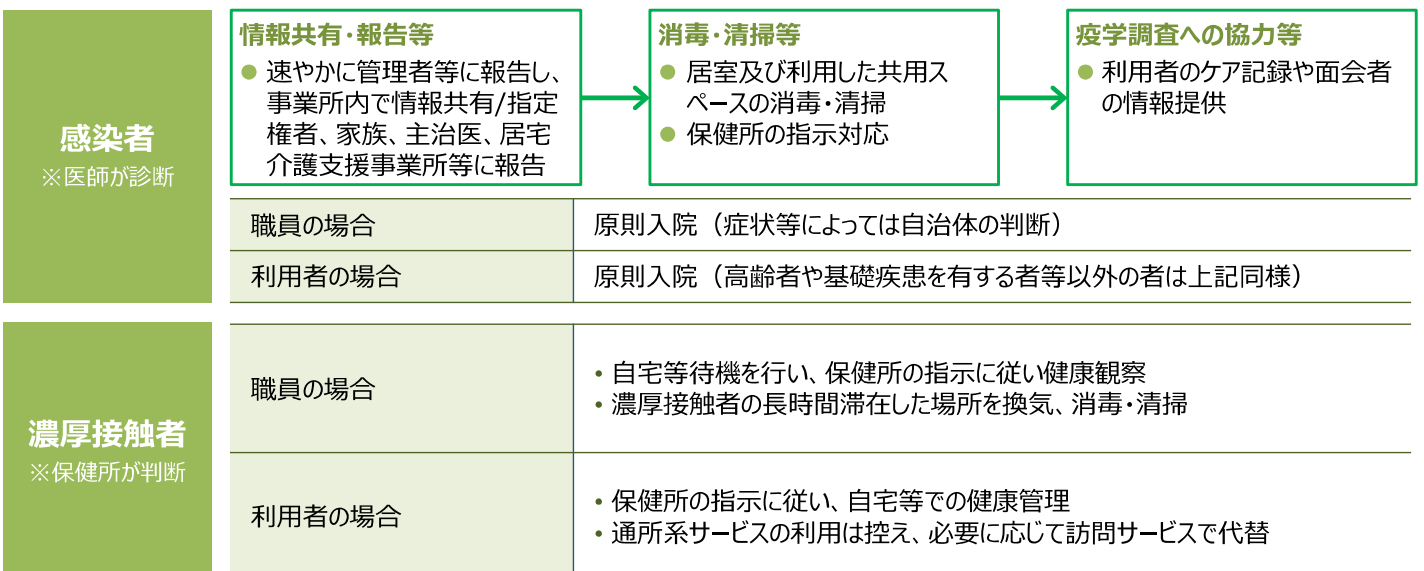 感染者
※医師が診断
情報共有・報告等
● 速やかに管理者等に報告し、
事業所内で情報共有/指定
権者、家族、主治医、居宅
介護支援事業所等に報告
消毒・清掃等
● 居室及び利用した共用ス
ペースの消毒・清掃
● 保健所の指示対応
疫学調査への協力等
● 利用者のケア記録や面会者
の情報提供
職員の場合
原則入院（症状等によっては自治体の判断）
利用者の場合
原則入院（高齢者や基礎疾患を有する者等以外の者は上記同様）
濃厚接触者
※保健所が判断
職員の場合
• 自宅等待機を行い、保健所の指示に従い健康観察
• 濃厚接触者の長時間滞在した場所を換気、消毒・清掃
利用者の場合
• 保健所の指示に従い、自宅等での健康管理
• 通所系サービスの利用は控え、必要に応じて訪問サービスで代替